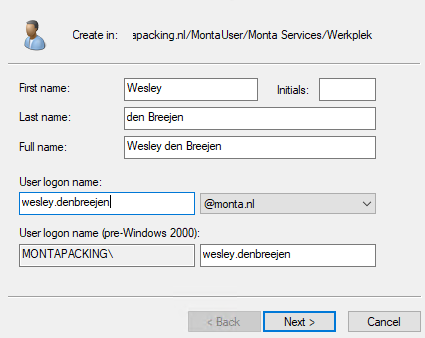 Create in: apacking.nl/MontaUser/Monta Services/Werkplek
First name: Wesley Initials:
Last name: den Breejen
Full name: Wesley den Breejen
User logon name:
wesley.denbreejen @monta.nl
User logon name (pre-Windows 2000):
MONTAPACKING\ wesley.denbreejen
< Back Next > Cancel